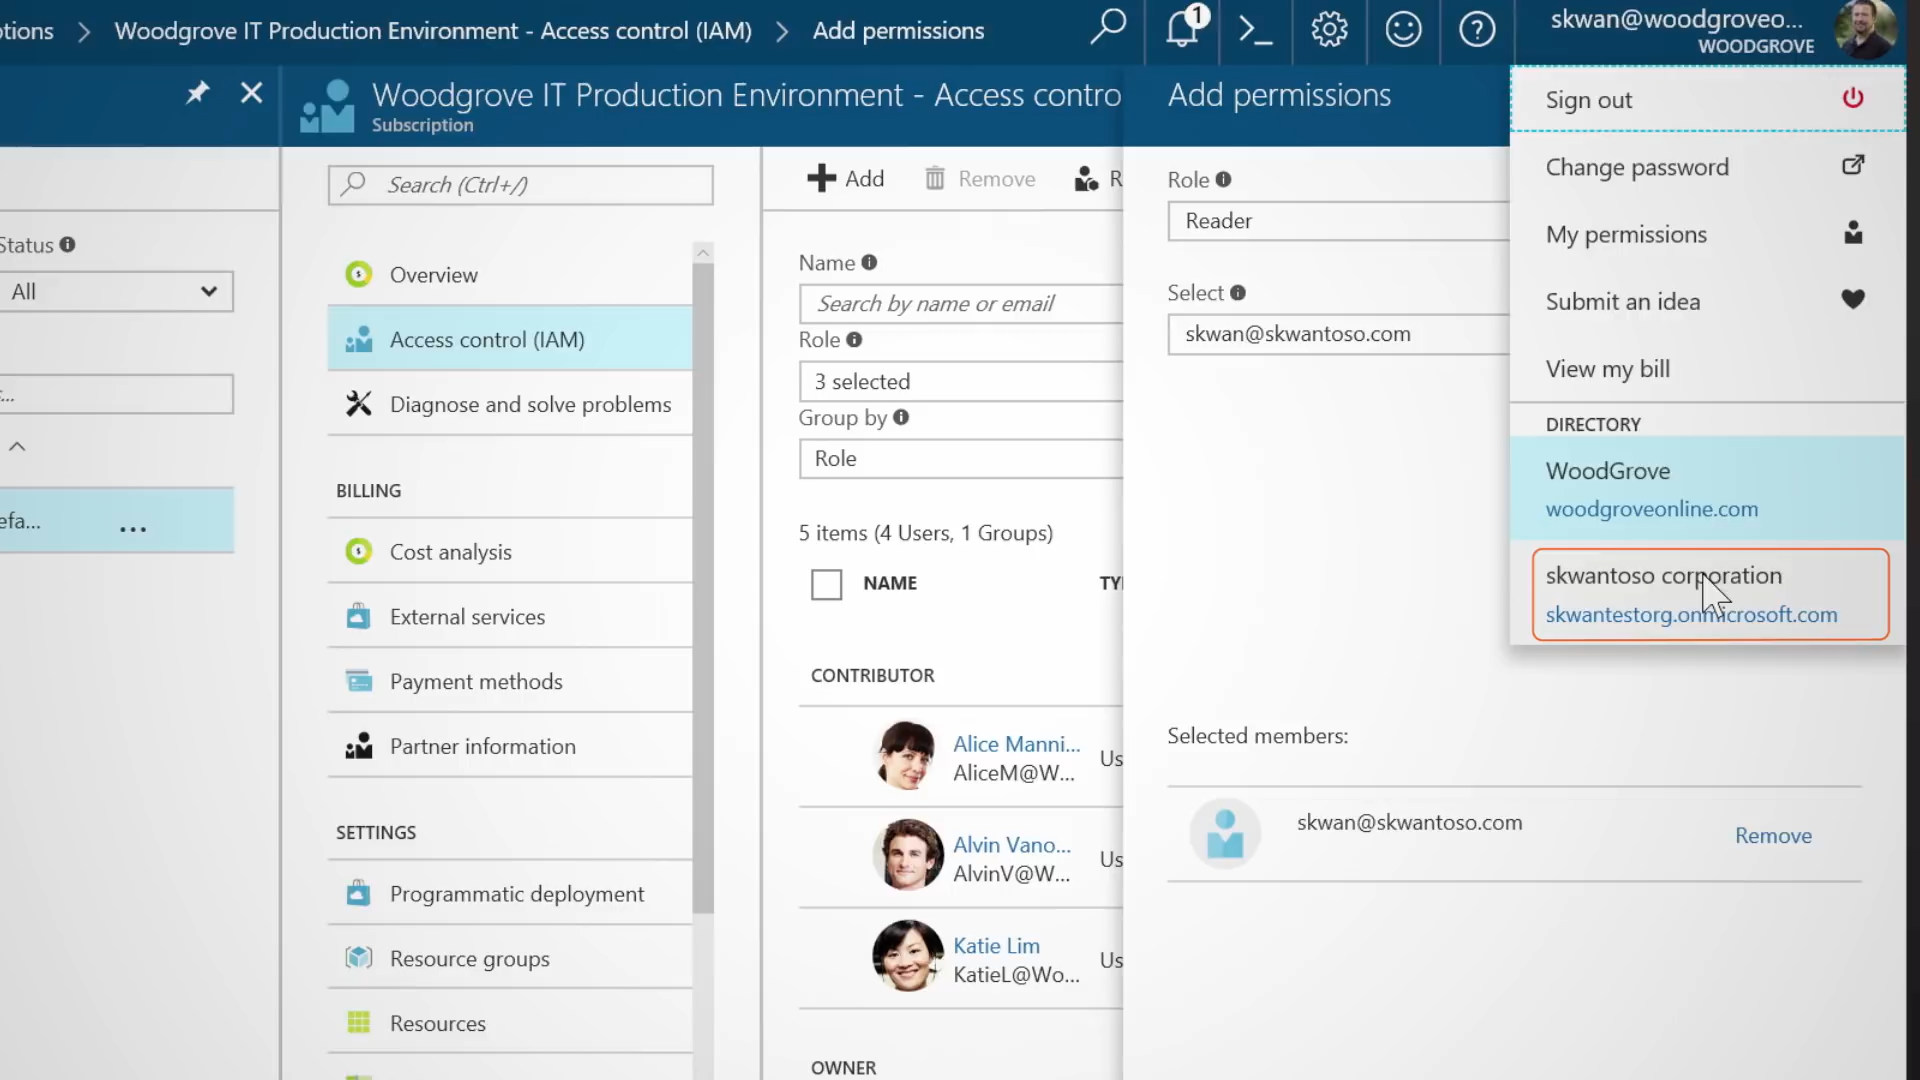 Woodgrove IT Production Environment - Access control (IAM) > Add permissions
1
skwan@woodgroveo...
WOODGROVE
Woodgrove IT Production Environment - Access contro
Subscription
Status
All
...
efa...
...
Search (Ctrl+/)
Overview
Access control (IAM)
Diagnose and solve problems
BILLING
Cost analysis
External services
Payment methods
Partner information
SETTINGS
Programmatic deployment
Resource groups
Resources
Add
Remove
R
Name
Search by name or email
Role
3 selected
Group by
Role
5 items (4 Users, 1 Groups)
NAME
TY
CONTRIBUTOR
Alice Manni...
AliceM@W...
Us
Alvin Vano...
AlvinV@W...
Us
Katie Lim
KatieL@Wo...
Us
OWNER
Add permissions
Role
Reader
Select
skwan@skwantoso.com
Selected members:
skwan@skwantoso.com
Remove
Sign out
Change password
My permissions
Submit an idea
View my bill
DIRECTORY
WoodGrove
woodgroveonline.com
skwantoso corporation
skwantestorg.onmicrosoft.com